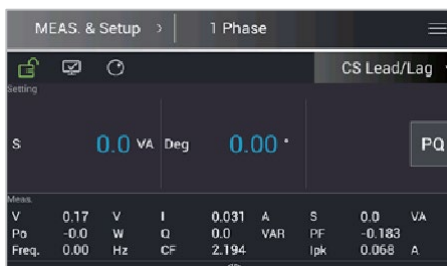 MEAS. & Setup > 1 Phase
CS Lead/Lag
Setting
S 0.0 VA Deg 0.00 °
PQ
Meas.
V 0.17 V I 0.031 A S 0.0 VA
Po -0.0 W Q 0.0 VAR PF -0.183
Freq. 0.00 Hz CF 2.194 Ipk 0.068 A